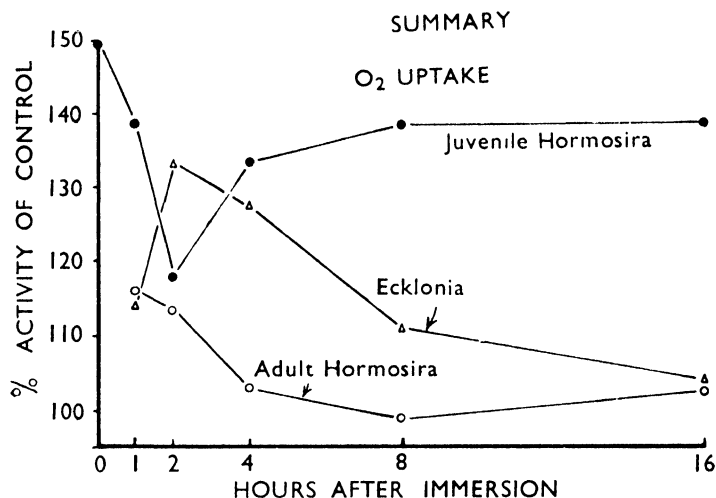 SUMMARY
O₂ UPTAKE
% ACTIVITY OF CONTROL
150
140
130
120
110
100
Juvenile Hormosira
Ecklonia
Adult Hormosira
0 1 2 4 8 16
HOURS AFTER IMMERSION